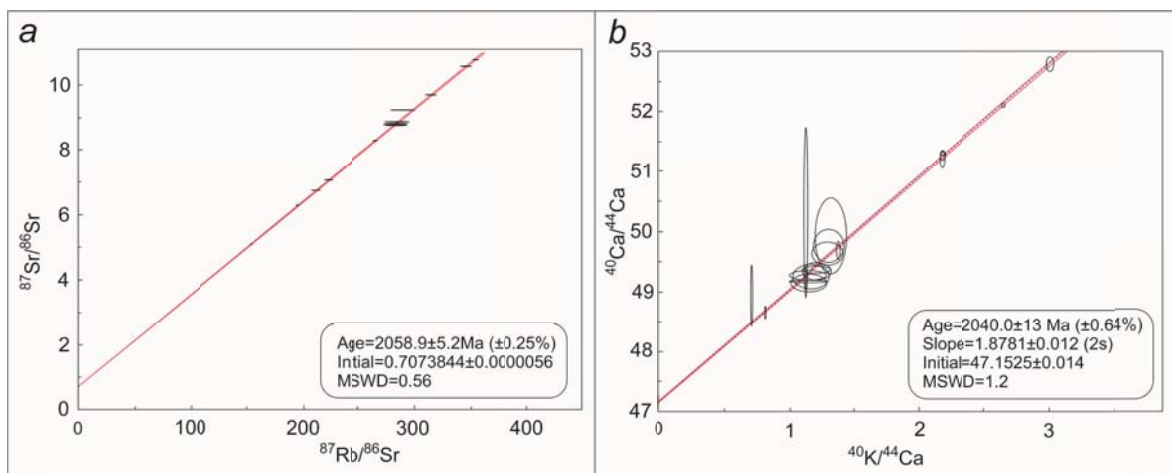 a
⁸⁷Sr/⁸⁶Sr
10
8
6
4
2
0
Age=2058.9±5.2Ma (±0.25%)
Intial=0.7073844±0.0000056
MSWD=0.56
0 100 200 300 400
⁸⁷Rb/⁸⁶Sr
b
⁴⁰Ca/⁴⁴Ca
53
52
51
50
49
48
47
Age=2040.0±13 Ma (±0.64%)
Slope=1.8781±0.012 (2s)
Initial=47.1525±0.014
MSWD=1.2
0 1 2 3
⁴⁰K/⁴⁴Ca